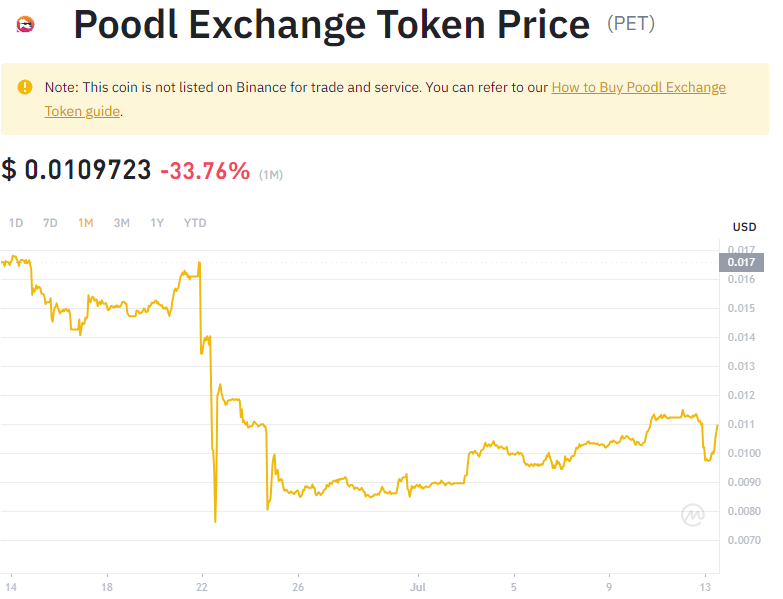 Poodl Exchange Token Price (PET)
Note: This coin is not listed on Binance for trade and service. You can refer to our How to Buy Poodl Exchange
Token guide.
$ 0.0109723 -33.76% (1M)
1D 7D 1M 3M 1Y YTD
USD
0.017
0.017
0.016
0.015
0.014
0.013
0.012
0.011
0.0100
0.0090
0.0080
0.0070
14 18 22 26 Jul 5 9 13